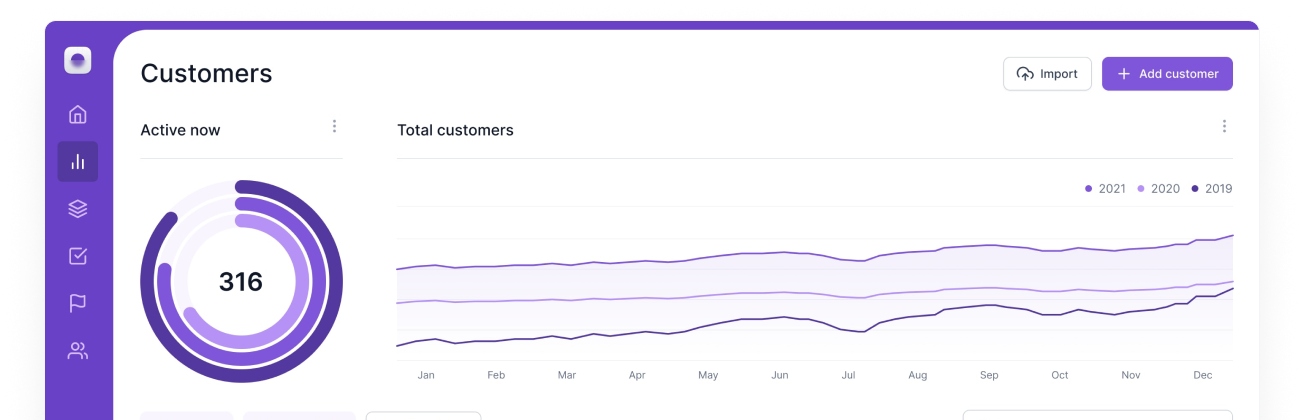 Customers
Import
Add customer
Active now
Total customers
2021 2020 2019
316
Jan Feb Mar Apr May Jun Jul Aug Sep Oct Nov Dec